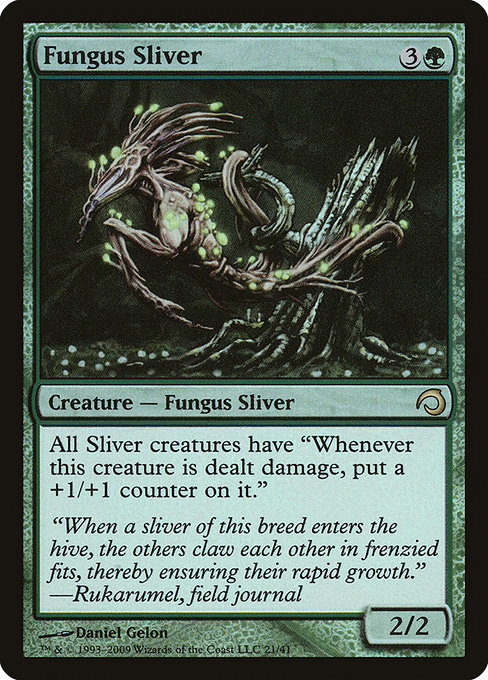 Fungus Sliver 3
Creature — Fungus Sliver
All Sliver creatures have “Whenever
this creature is dealt damage, put a
+1/+1 counter on it.”
“When a sliver of this breed enters the
hive, the others claw each other in frenzied
fits, thereby ensuring their rapid growth.”
—Rukarumel, field journal
Daniel Gelon
2/2
™ & © 1993–2009 Wizards of the Coast LLC 21/41